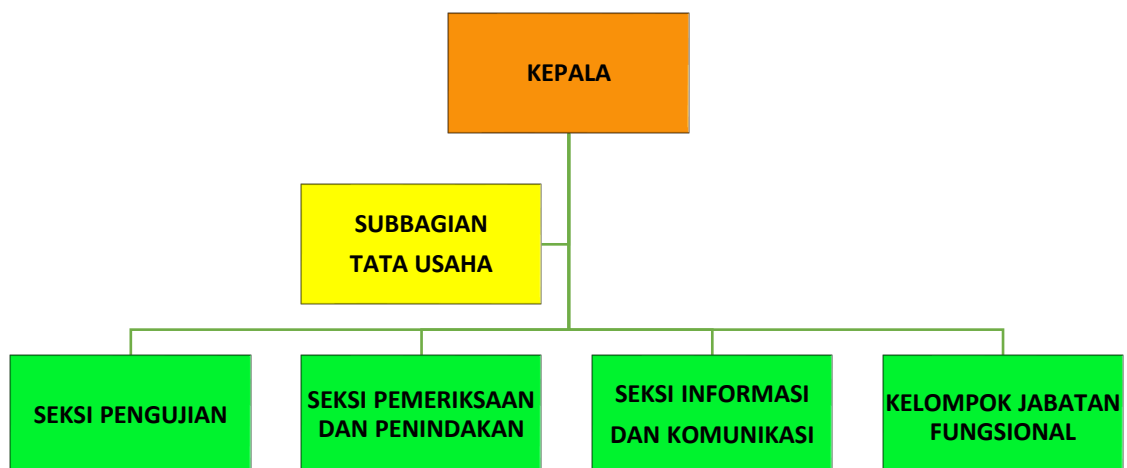 KEPALA
SUBBAGIAN
TATA USAHA
SEKSI PENGUJIAN
SEKSI PEMERIKSAAN
DAN PENINDAKAN
SEKSI INFORMASI
DAN KOMUNIKASI
KELOMPOK JABATAN
FUNGSIONAL